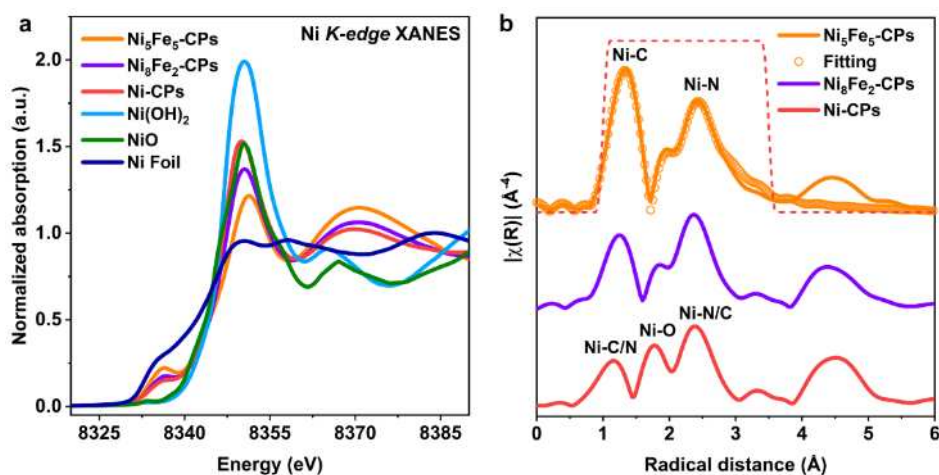 a
Ni K-edge XANES
Ni5Fe5-CPs
Ni8Fe2-CPs
Ni-CPs
Ni(OH)2
NiO
Ni Foil
Normalized absorption (a.u.)
2.0
1.5
1.0
0.5
0.0
8325
8340
8355
8370
8385
Energy (eV)
b
Ni5Fe5-CPs
Fitting
Ni8Fe2-CPs
Ni-CPs
Ni-C
Ni-N
Ni-C/N
Ni-O
Ni-N/C
|χ(R)| (Å-4)
0
1
2
3
4
5
6
Radical distance (Å)